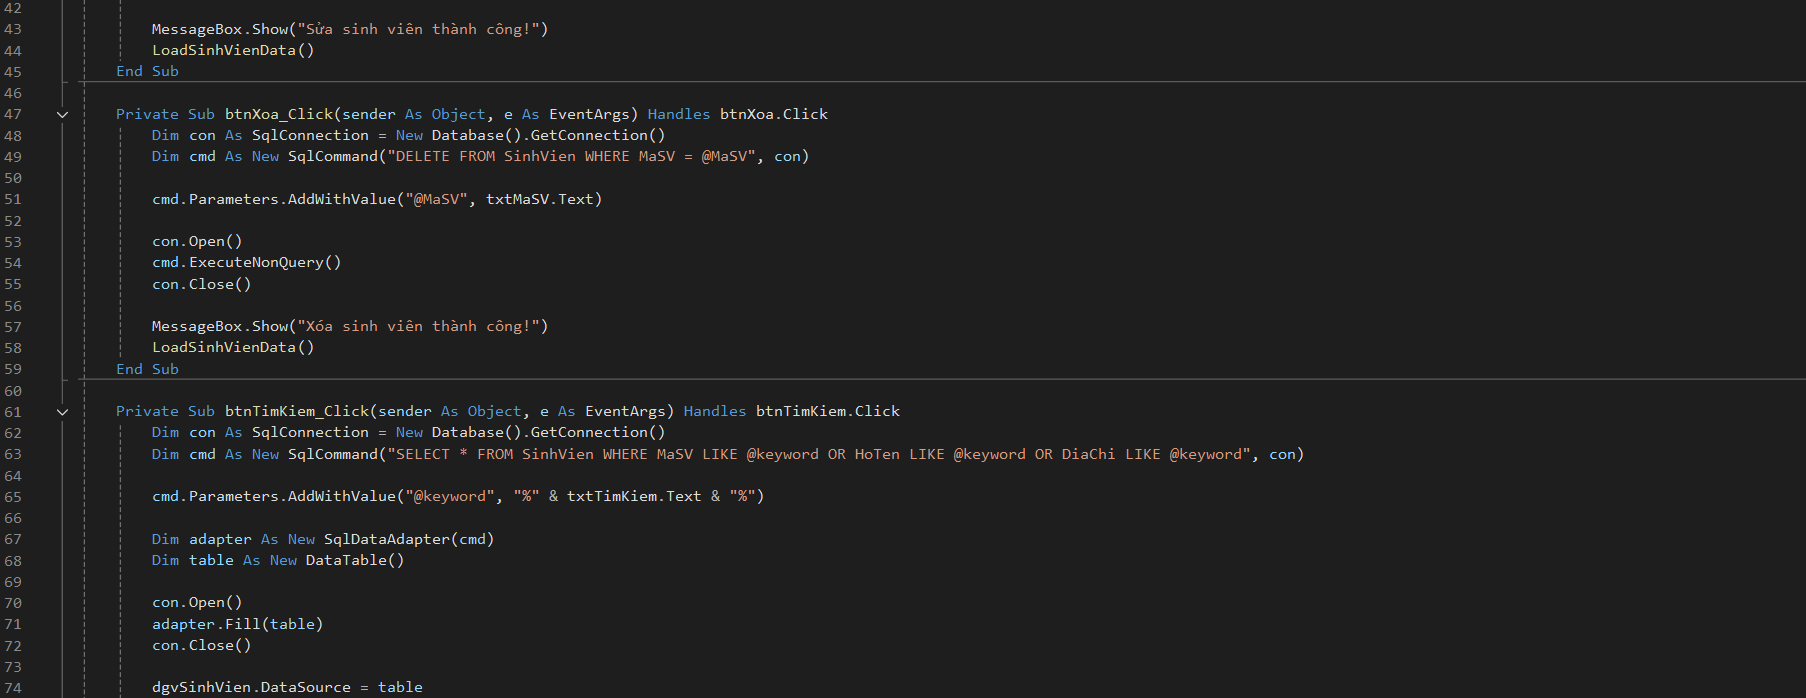 42
43 MessageBox.Show("Sửa sinh viên thành công!")
44 LoadSinhVienData()
45 End Sub
46
47 Private Sub btnXoa_Click(sender As Object, e As EventArgs) Handles btnXoa.Click
48 Dim con As SqlConnection = New Database().GetConnection()
49 Dim cmd As New SqlCommand("DELETE FROM SinhVien WHERE MaSV = @MaSV", con)
50
51 cmd.Parameters.AddWithValue("@MaSV", txtMaSV.Text)
52
53 con.Open()
54 cmd.ExecuteNonQuery()
55 con.Close()
56
57 MessageBox.Show("Xóa sinh viên thành công!")
58 LoadSinhVienData()
59 End Sub
60
61 Private Sub btnTimKiem_Click(sender As Object, e As EventArgs) Handles btnTimKiem.Click
62 Dim con As SqlConnection = New Database().GetConnection()
63 Dim cmd As New SqlCommand("SELECT * FROM SinhVien WHERE MaSV LIKE @keyword OR HoTen LIKE @keyword OR DiaChi LIKE @keyword", con)
64
65 cmd.Parameters.AddWithValue("@keyword", "%" & txtTimKiem.Text & "%")
66
67 Dim adapter As New SqlDataAdapter(cmd)
68 Dim table As New DataTable()
69
70 con.Open()
71 adapter.Fill(table)
72 con.Close()
73
74 dgvSinhVien.DataSource = table